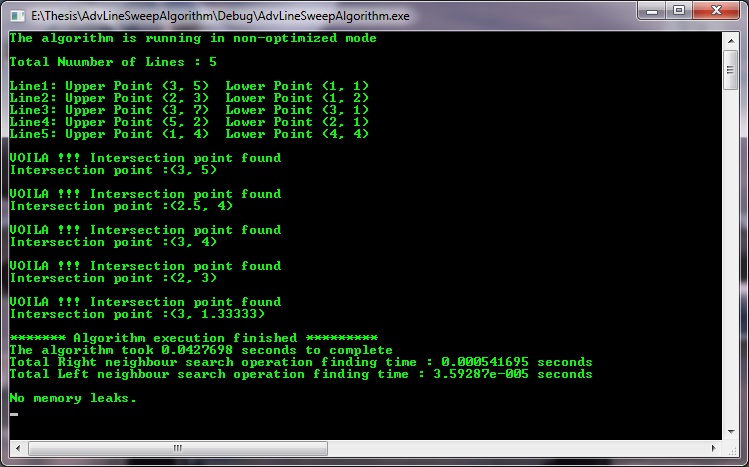 E:\Thesis\AdvLineSweepAlgorithm\Debug\AdvLineSweepAlgorithm.exe
The algorithm is running in non-optimized mode
Total Nuumber of Lines : 5
Line1: Upper Point (3, 5)  Lower Point (1, 1)
Line2: Upper Point (2, 3)  Lower Point (1, 2)
Line3: Upper Point (3, 7)  Lower Point (3, 1)
Line4: Upper Point (5, 2)  Lower Point (2, 1)
Line5: Upper Point (1, 4)  Lower Point (4, 4)
VOILA !!! Intersection point found
Intersection point :(3, 5)
VOILA !!! Intersection point found
Intersection point :(2.5, 4)
VOILA !!! Intersection point found
Intersection point :(3, 4)
VOILA !!! Intersection point found
Intersection point :(2, 3)
VOILA !!! Intersection point found
Intersection point :(3, 1.33333)
******* Algorithm execution finished *********
The algorithm took 0.0427698 seconds to complete
Total Right neighbour search operation finding time : 0.000541695 seconds
Total Left neighbour search operation finding time : 3.59287e-005 seconds
No memory leaks.